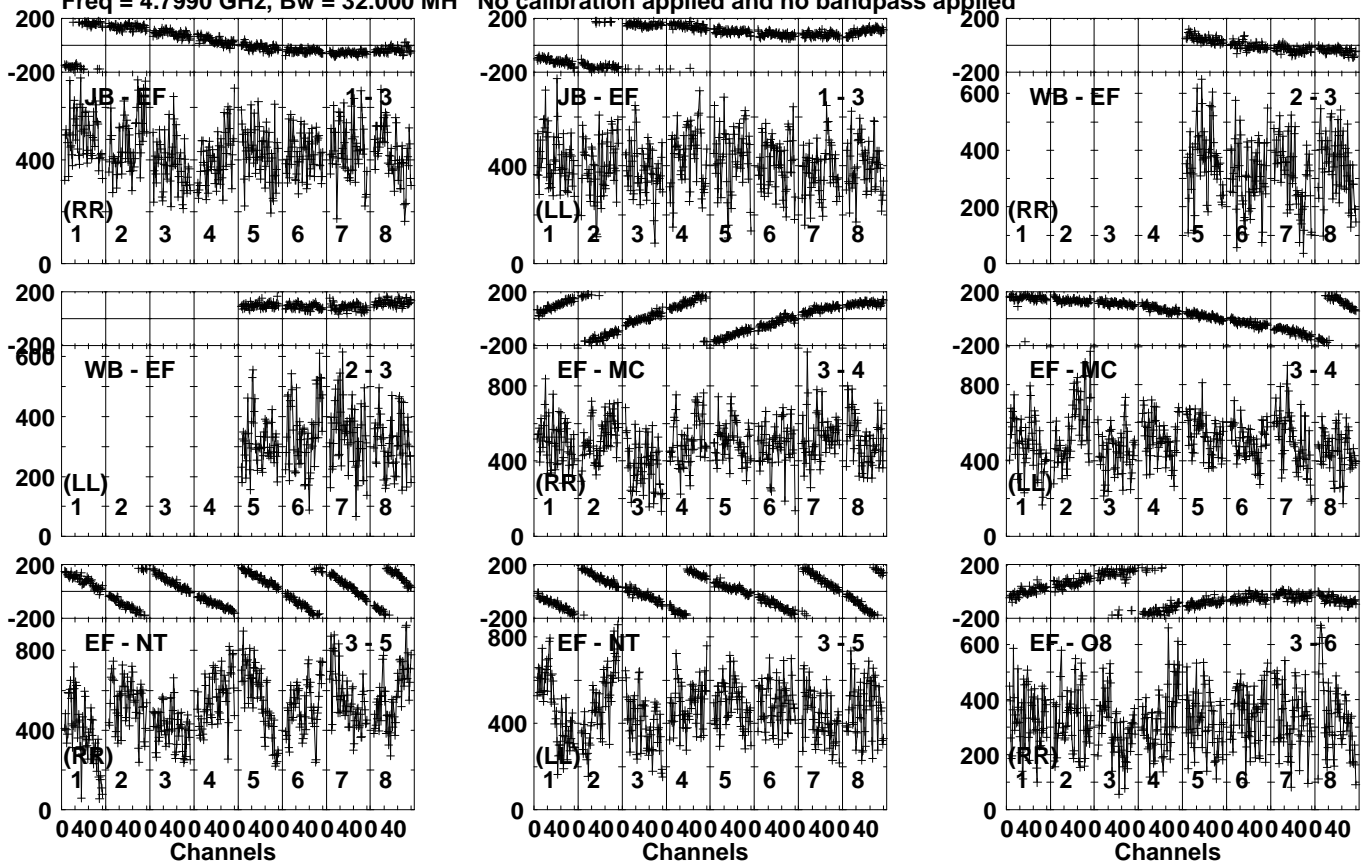 Freq = 4.7990 GHz, Bw = 32.000 MH No calibration applied and no bandpass applied
200
-200
JB - EF 1 - 3
400
(RR)
1 2 3 4 5 6 7 8
0
200
-200
JB - EF 1 - 3
400
(LL)
1 2 3 4 5 6 7 8
0
200
-200
600
WB - EF 2 - 3
400
200
(RR)
1 2 3 4 5 6 7 8
0
200
-200
600
WB - EF 2 - 3
400
200
(LL)
1 2 3 4 5 6 7 8
0
200
-200
800
EF - MC 3 - 4
400
(RR)
1 2 3 4 5 6 7 8
0
200
-200
800
EF - MC 3 - 4
400
(LL)
1 2 3 4 5 6 7 8
0
200
-200
EF - NT 3 - 5
800
400
(RR)
1 2 3 4 5 6 7 8
0
0 40 0 40 0 40 0 40 0 40 0 40 0 40 0 40
Channels
200
-200
800
EF - NT 3 - 5
400
(LL)
1 2 3 4 5 6 7 8
0
0 40 0 40 0 40 0 40 0 40 0 40 0 40 0 40
Channels
200
-200
EF - O8 3 - 6
600
400
200
(RR)
1 2 3 4 5 6 7 8
0
0 40 0 40 0 40 0 40 0 40 0 40 0 40 0 40
Channels